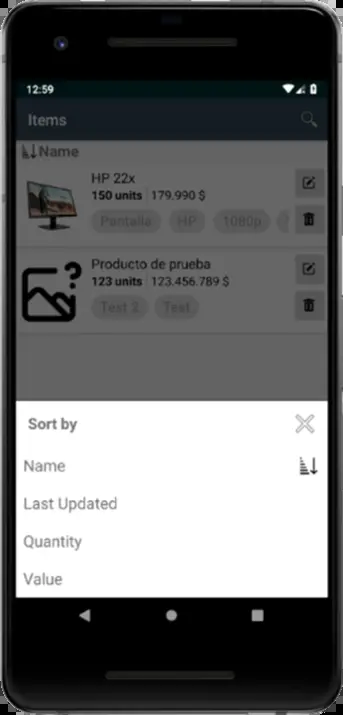 12:59
Items
Name
HP 22x
150 units 179.990 $
Pantalla HP 1080p
Producto de prueba
123 units 123.456.789 $
Test 2 Test
Sort by
Name
Last Updated
Quantity
Value